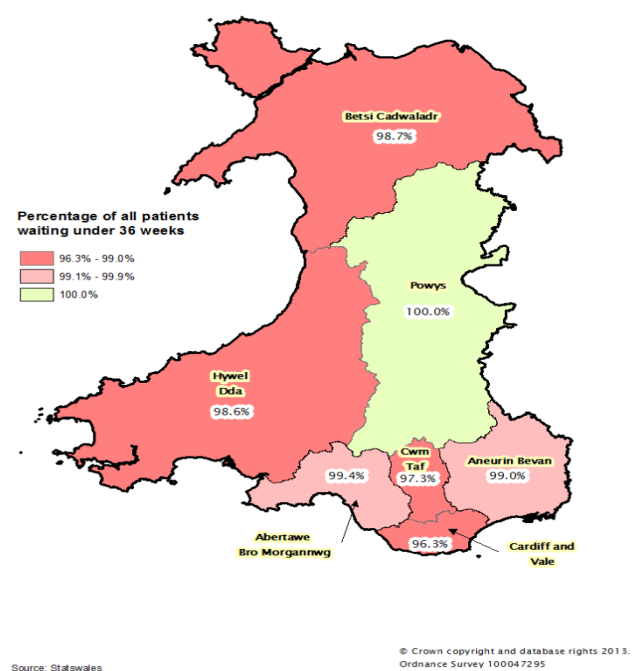 Betsi Cadwaladr
98.7%
Percentage of all patients
waiting under 36 weeks
96.3% - 99.0%
99.1% - 99.9%
100.0%
Powys
100.0%
Hywel
Dda
98.6%
Cwm
Taf
97.3%
Aneurin Bevan
99.0%
99.4%
Abertawe
Bro Morgannwg
96.3%
Cardiff and
Vale
© Crown copyright and database rights 2013.
Ordnance Survey 100047295
Source: Statswales